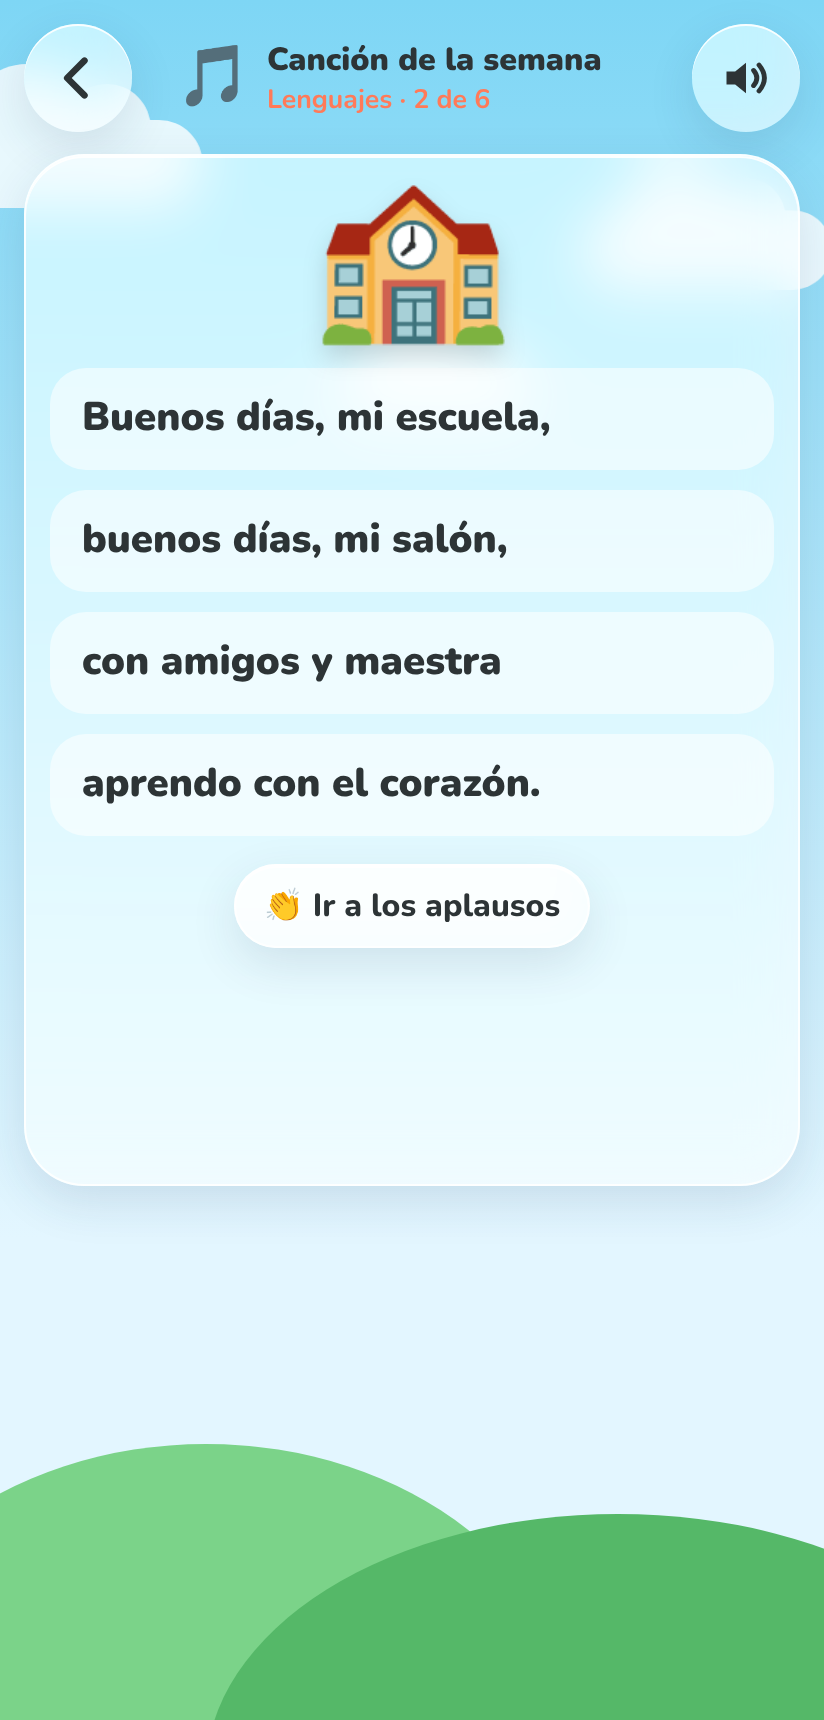 Canción de la semana
Lenguajes · 2 de 6
Buenos días, mi escuela,
buenos días, mi salón,
con amigos y maestra
aprendo con el corazón.
Ir a los aplausos